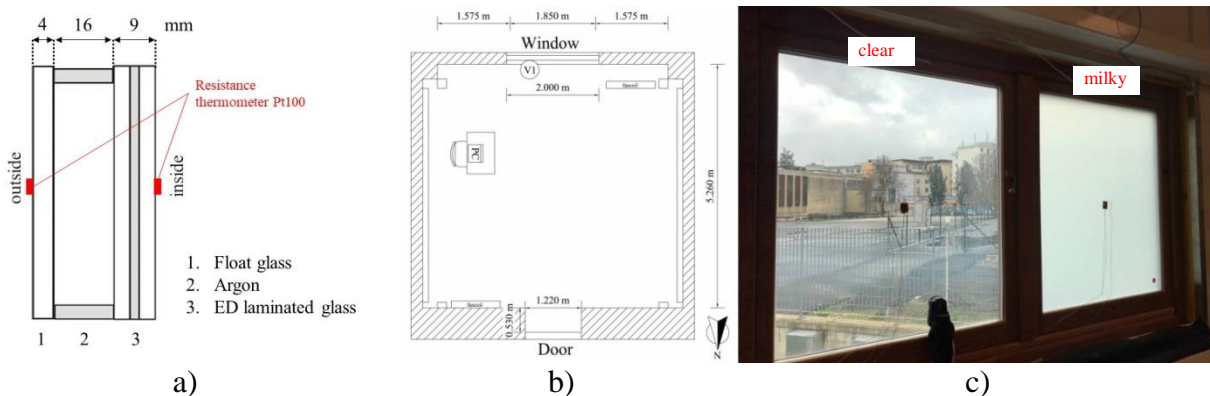 4 16 9 mm
Resistance
thermometer Pt100
outside
inside
1. Float glass
2. Argon
3. ED laminated glass
1 2 3
a)
1.575 m 1.850 m 1.575 m
Window
V1
2.000 m
fancoil
PC
5.260 m
fancoil
1.220 m
0.530 m
Door
N
b)
clear
milky
c)